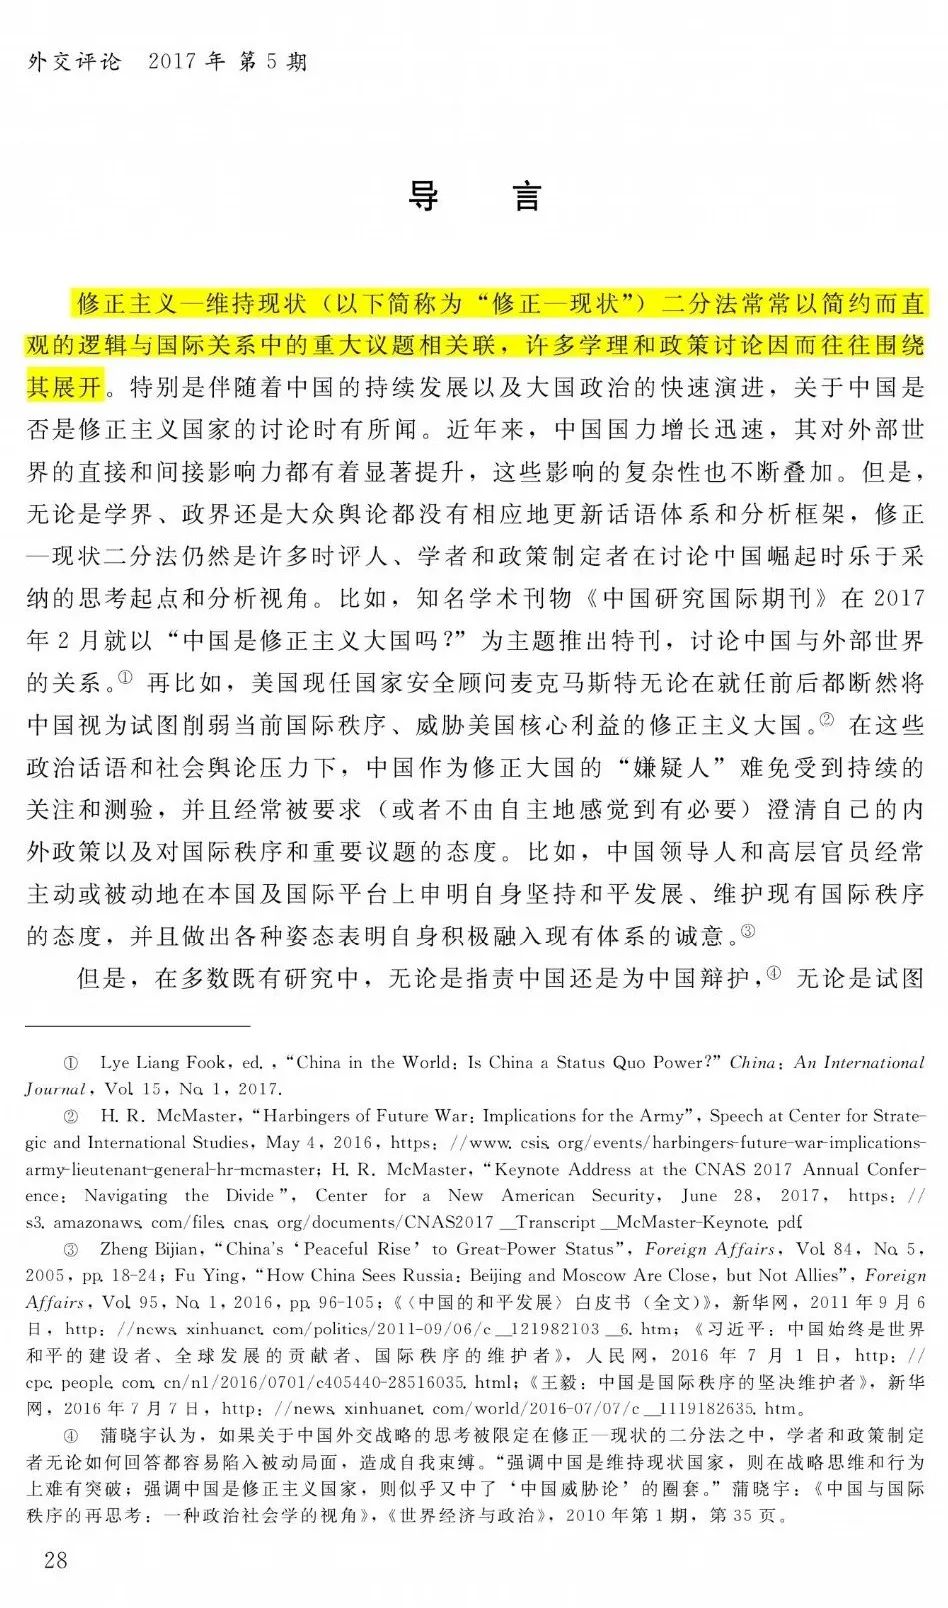 外交评论 2017 年 第 5 期
导 言
修正主义—维持现状（以下简称为“修正—现状”）二分法常常以简约而直
观的逻辑与国际关系中的重大议题相关联，许多学理和政策讨论因而往往围绕
其展开。特别是伴随着中国的持续发展以及大国政治的快速演进，关于中国是
否是修正主义国家的讨论时有所闻。近年来，中国国力增长迅速，其对外部世
界的直接和间接影响力都有着显著提升，这些影响的复杂性也不断叠加。但是，
无论是学界、政界还是大众舆论都没有相应地更新话语体系和分析框架，修正
—现状二分法仍然是许多时评人、学者和政策制定者在讨论中国崛起时乐于采
纳的思考起点和分析视角。比如，知名学术刊物《中国研究国际期刊》在 2017
年 2 月就以“中国是修正主义大国吗?”为主题推出特刊，讨论中国与外部世界
的关系。① 再比如，美国现任国家安全顾问麦克马斯特无论在就任前后都断然将
中国视为试图削弱当前国际秩序、威胁美国核心利益的修正主义大国。② 在这些
政治话语和社会舆论压力下，中国作为修正大国的“嫌疑人”难免受到持续的
关注和测验，并且经常被要求（或者不由自主地感觉到有必要）澄清自己的内
外政策以及对国际秩序和重要议题的态度。比如，中国领导人和高层官员经常
主动或被动地在本国及国际平台上申明自身坚持和平发展、维护现有国际秩序
的态度，并且做出各种姿态表明自身积极融入现有体系的诚意。③
但是，在多数既有研究中，无论是指责中国还是为中国辩护，④ 无论是试图
① Lye Liang Fook, ed., “China in the World: Is China a Status Quo Power?” China: An International
Journal, Vol. 15, No. 1, 2017.
② H. R. McMaster, “Harbingers of Future War: Implications for the Army”, Speech at Center for Strate-
gic and International Studies, May 4, 2016, https: //www. csis. org/events/harbingers-future-war-implications-
army-lieutenant-general-hr-mcmaster; H. R. McMaster, “Keynote Address at the CNAS 2017 Annual Confer-
ence: Navigating the Divide”, Center for a New American Security, June 28, 2017, https: //
s3. amazonaws. com/files. cnas. org/documents/CNAS2017 __Transcript __McMaster-Keynote. pdf.
③ Zheng Bijian, “China's ‘Peaceful Rise’ to Great-Power Status”, Foreign Affairs, Vol. 84, No. 5,
2005, pp. 18-24; Fu Ying, “How China Sees Russia: Beijing and Moscow Are Close, but Not Allies”, Foreign
Affairs, Vol. 95, No. 1, 2016, pp. 96-105;《〈中国的和平发展〉白皮书（全文）》，新华网，2011 年 9 月 6
日，http: //news. xinhuanet. com/politics/2011-09/06/c __121982103 __6. htm;《习近平：中国始终是世界
和平的建设者、全球发展的贡献者、国际秩序的维护者》，人民网，2016 年 7 月 1 日，http: //
cpc. people. com. cn/n1/2016/0701/c405440-28516035. html;《王毅：中国是国际秩序的坚决维护者》，新华
网，2016 年 7 月 7 日，http: //news. xinhuanet. com/world/2016-07/07/c __1119182635. htm。
④ 蒲晓宇认为，如果关于中国外交战略的思考被限定在修正—现状的二分法之中，学者和政策制定
者无论如何回答都容易陷入被动局面，造成自我束缚。“强调中国是维持现状国家，则在战略思维和行为
上难有突破；强调中国是修正主义国家，则似乎又中了‘中国威胁论’的圈套。”蒲晓宇：《中国与国际
秩序的再思考：一种政治社会学的视角》，《世界经济与政治》，2010 年第 1 期，第 35 页。
28